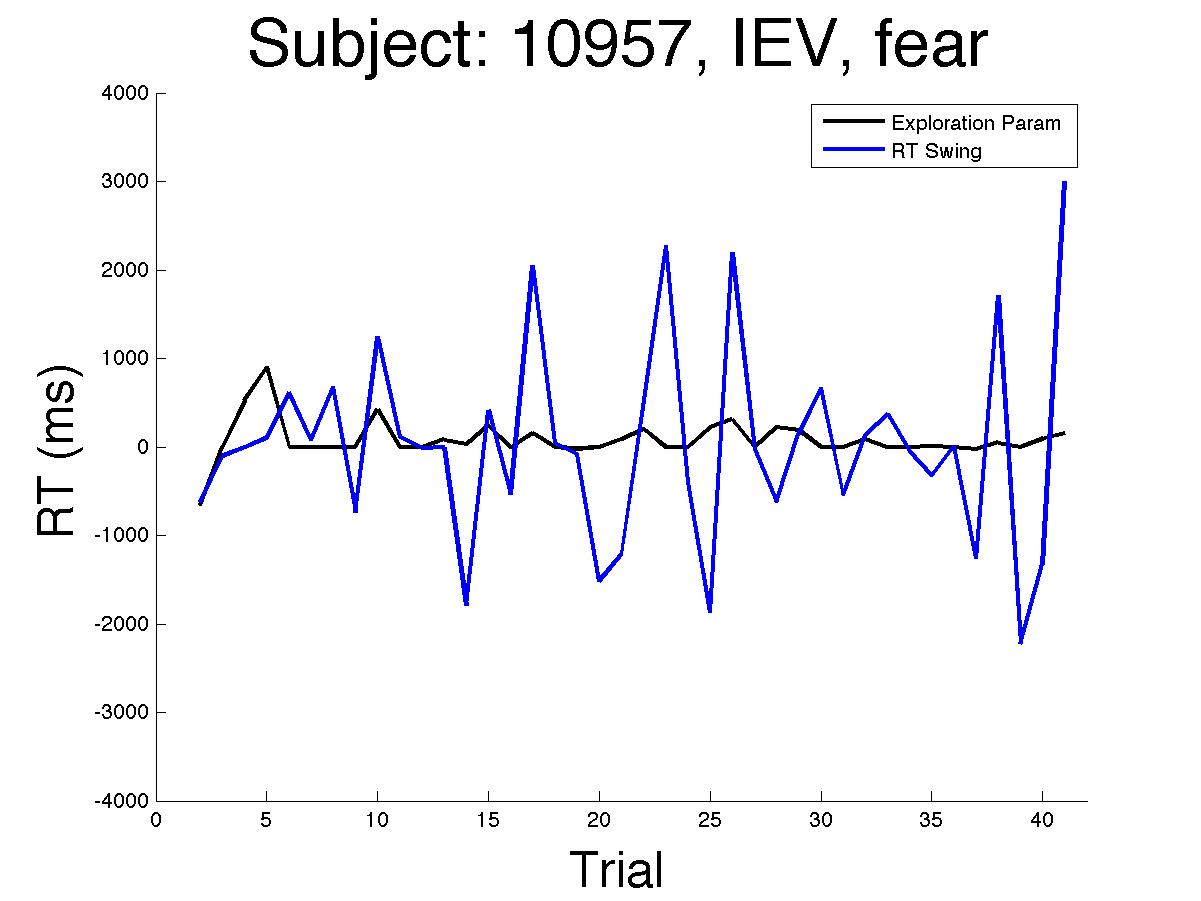 Subject: 10957, IEV, fear
Exploration Param
RT Swing
RT (ms)
4000
3000
2000
1000
0
-1000
-2000
-3000
-4000
0 5 10 15 20 25 30 35 40
Trial